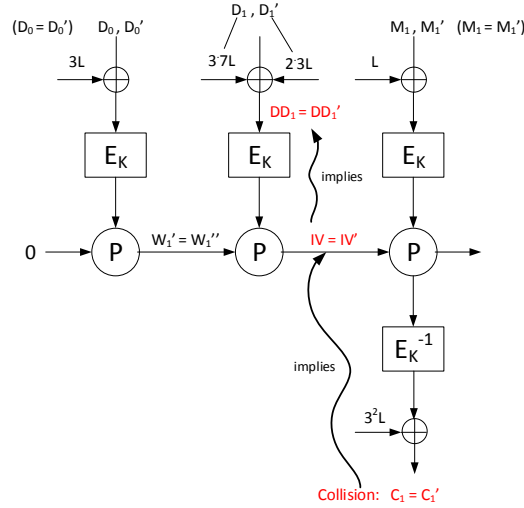 (D₀ = D₀′) D₀ , D₀′ D₁ , D₁′ M₁ , M₁′ (M₁ = M₁′)
3L 3·7L 2·3L L
DD₁ = DD₁′
E_K E_K E_K
implies
0 P W₁′ = W₁′′ P IV = IV′ P
E_K⁻¹
implies
3²L
Collision: C₁ = C₁′